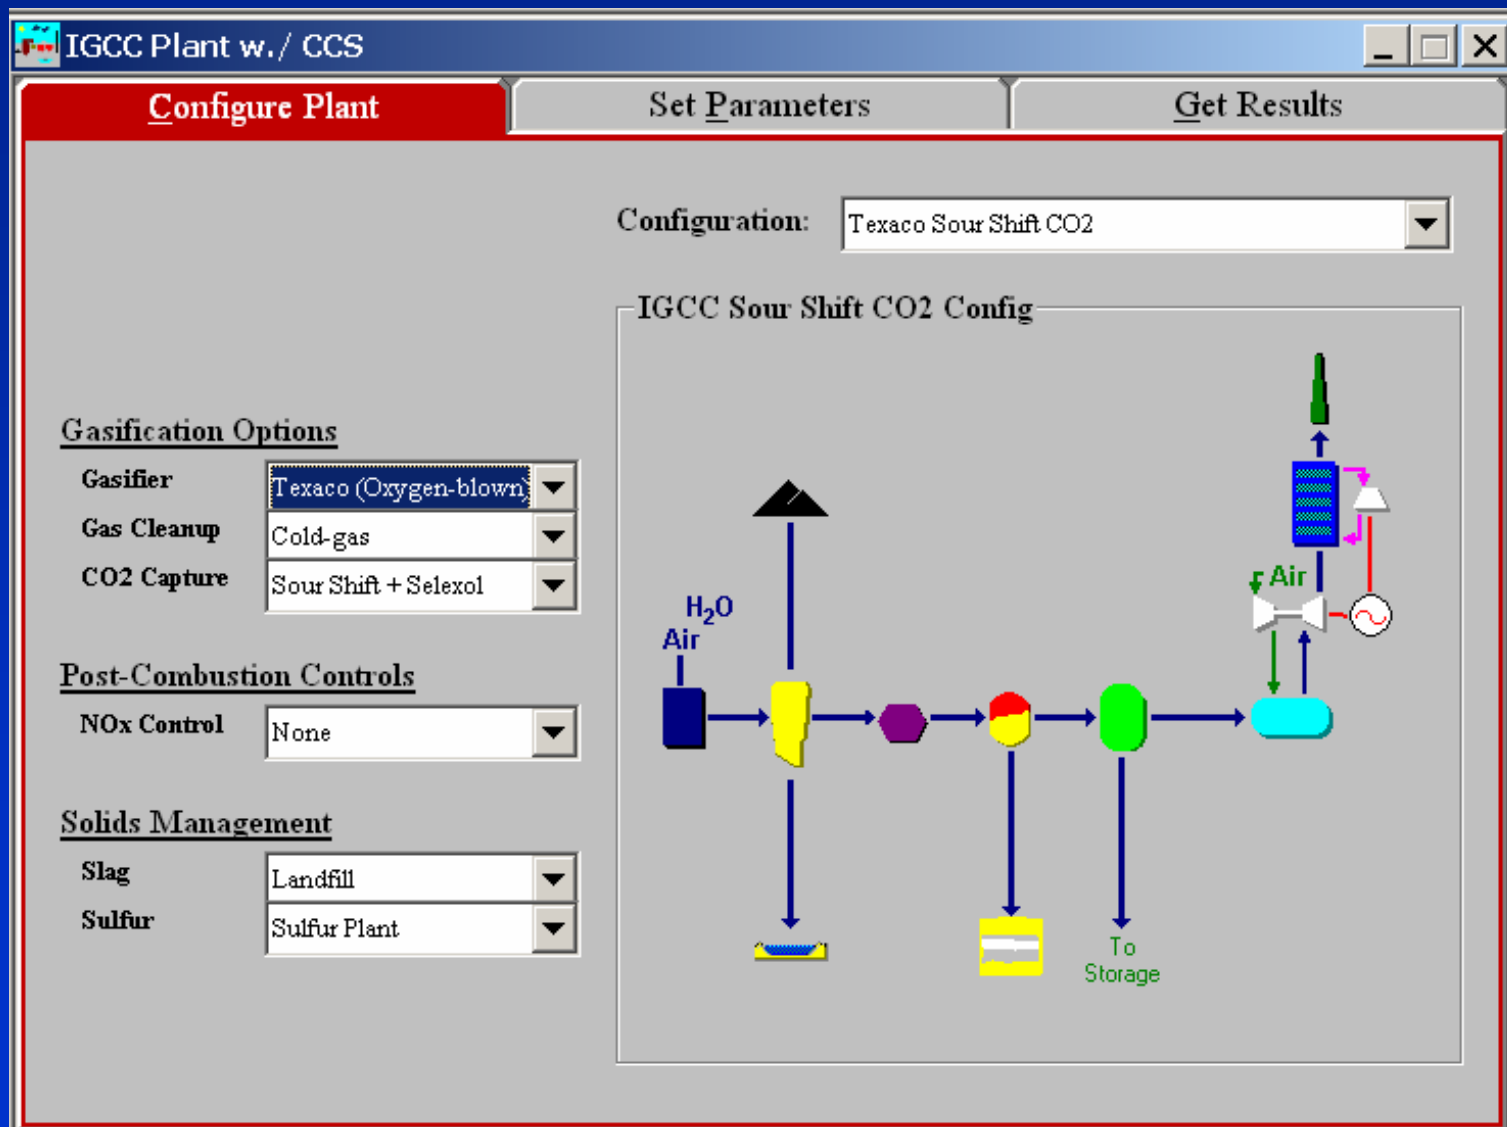 IGCC Plant w./ CCS
Configure Plant
Set Parameters
Get Results
Configuration:
Texaco Sour Shift CO2
IGCC Sour Shift CO2 Config
Gasification Options
Gasifier
Texaco (Oxygen-blown)
Gas Cleanup
Cold-gas
CO2 Capture
Sour Shift + Selexol
Post-Combustion Controls
NOx Control
None
Solids Management
Slag
Landfill
Sulfur
Sulfur Plant
Air
H₂O
Air
To
Storage